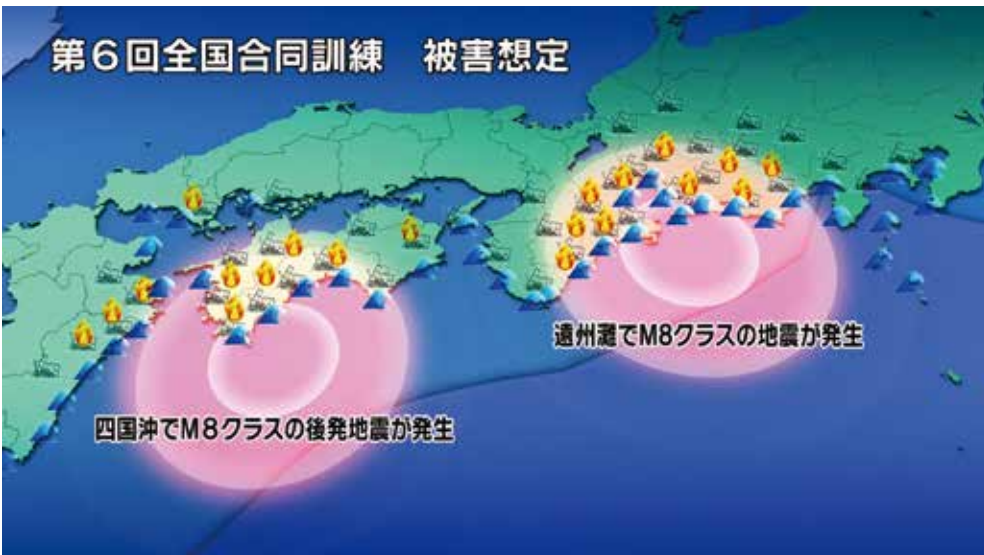 第６回全国合同訓練　被害想定
遠州灘でM8クラスの地震が発生
四国沖でM８クラスの後発地震が発生